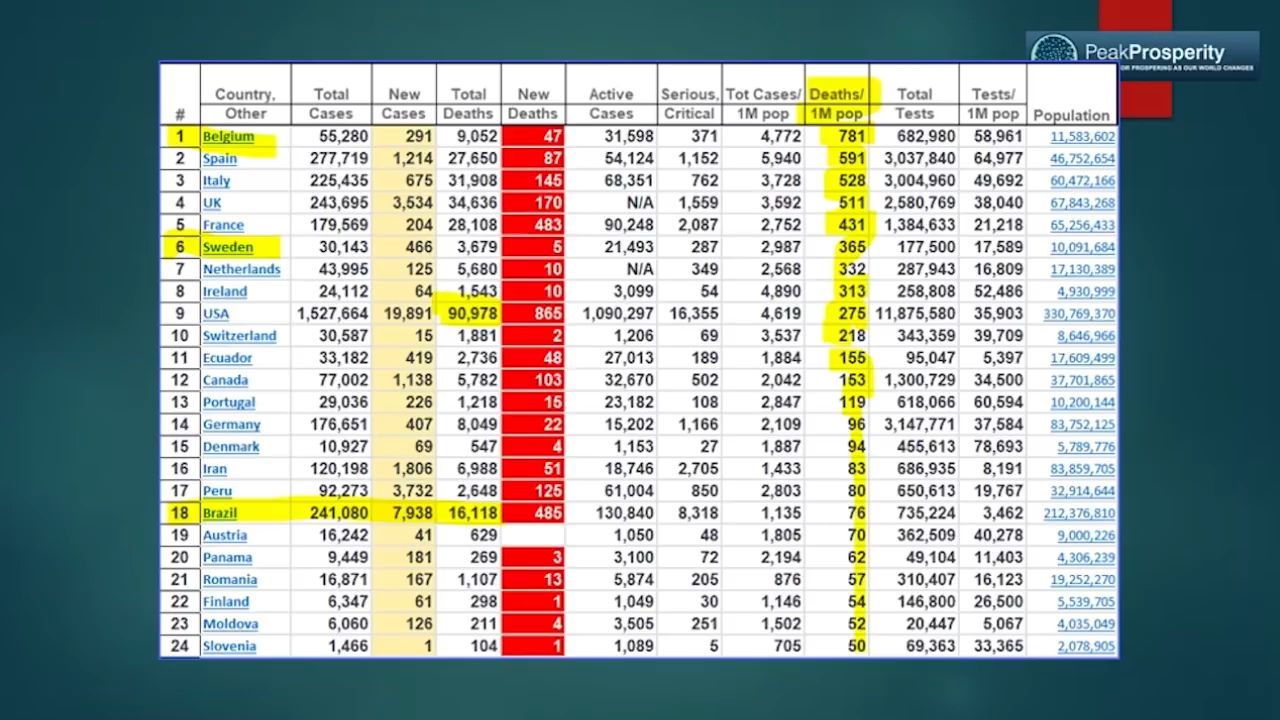 PeakProsperity
FOR PROSPERING AS OUR WORLD CHANGES
# Country, Other Total Cases New Cases Total Deaths New Deaths Active Cases Serious, Critical Tot Cases/ 1M pop Deaths/ 1M pop Total Tests Tests/ 1M pop Population
1 Belgium 55,280 291 9,052 47 31,598 371 4,772 781 682,980 58,961 11,583,602
2 Spain 277,719 1,214 27,650 87 54,124 1,152 5,940 591 3,037,840 64,977 46,752,654
3 Italy 225,435 675 31,908 145 68,351 762 3,728 528 3,004,960 49,692 60,472,166
4 UK 243,695 3,534 34,636 170 N/A 1,559 3,592 511 2,580,769 38,040 67,843,268
5 France 179,569 204 28,108 483 90,248 2,087 2,752 431 1,384,633 21,218 65,256,433
6 Sweden 30,143 466 3,679 5 21,493 287 2,987 365 177,500 17,589 10,091,684
7 Netherlands 43,995 125 5,680 10 N/A 349 2,568 332 287,943 16,809 17,130,389
8 Ireland 24,112 64 1,543 10 3,099 54 4,890 313 258,808 52,486 4,930,999
9 USA 1,527,664 19,891 90,978 865 1,090,297 16,355 4,619 275 11,875,580 35,903 330,769,370
10 Switzerland 30,587 15 1,881 2 1,206 69 3,537 218 343,359 39,709 8,646,966
11 Ecuador 33,182 419 2,736 48 27,013 189 1,884 155 95,047 5,397 17,609,499
12 Canada 77,002 1,138 5,782 103 32,670 502 2,042 153 1,300,729 34,500 37,701,865
13 Portugal 29,036 226 1,218 15 23,182 108 2,847 119 618,066 60,594 10,200,144
14 Germany 176,651 407 8,049 22 15,202 1,166 2,109 96 3,147,771 37,584 83,752,125
15 Denmark 10,927 69 547 4 1,153 27 1,887 94 455,613 78,693 5,789,776
16 Iran 120,198 1,806 6,988 51 18,746 2,705 1,433 83 686,935 8,191 83,859,705
17 Peru 92,273 3,732 2,648 125 61,004 850 2,803 80 650,613 19,767 32,914,644
18 Brazil 241,080 7,938 16,118 485 130,840 8,318 1,135 76 735,224 3,462 212,376,810
19 Austria 16,242 41 629 1,050 48 1,805 70 362,509 40,278 9,000,226
20 Panama 9,449 181 269 3 3,100 72 2,194 62 49,104 11,403 4,306,239
21 Romania 16,871 167 1,107 13 5,874 205 876 57 310,407 16,123 19,252,270
22 Finland 6,347 61 298 1 1,049 30 1,146 54 146,800 26,500 5,539,705
23 Moldova 6,060 126 211 4 3,505 251 1,502 52 20,447 5,067 4,035,049
24 Slovenia 1,466 1 104 1 1,089 5 705 50 69,363 33,365 2,078,905